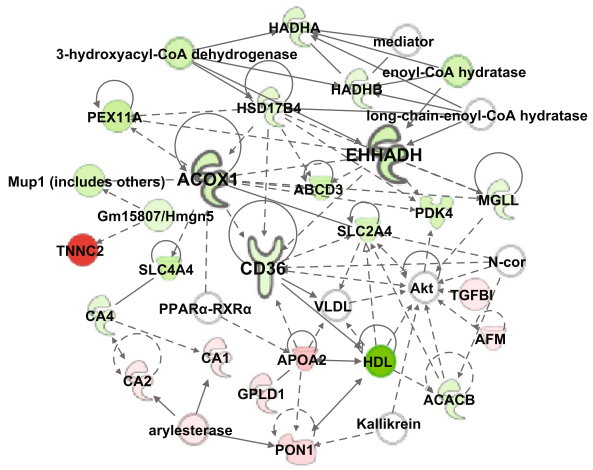 HADHA
mediator
3-hydroxyacyl-CoA dehydrogenase
enoyl-CoA hydratase
HADHB
HSD17B4
PEX11A
long-chain-enoyl-CoA hydratase
EHHADH
Mup1 (includes others)
ACOX1
ABCD3
MGLL
PDK4
Gm15807/Hmgn5
SLC2A4
TNNC2
SLC4A4
CD36
N-cor
Akt
TGFBI
PPARα-RXRα
VLDL
CA4
AFM
CA1
APOA2
HDL
CA2
GPLD1
ACACB
arylesterase
Kallikrein
PON1